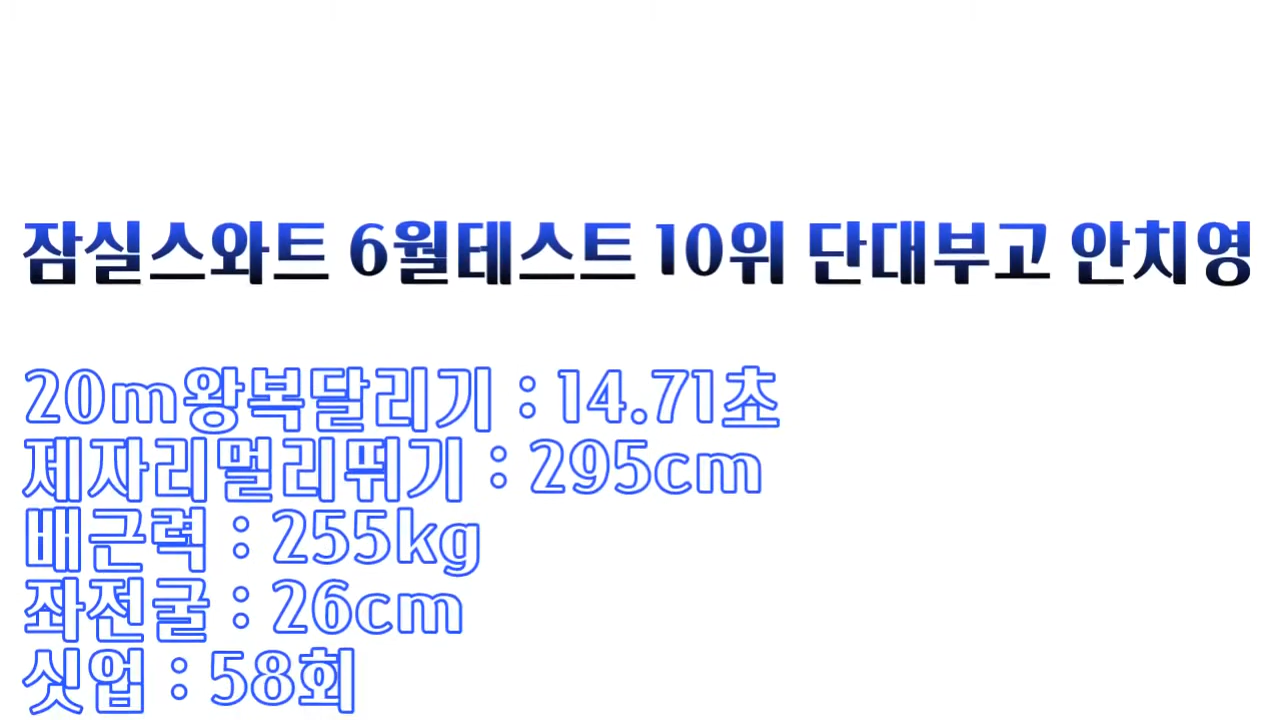 잠실스와트 6월테스트 10위 단대부고 안치영
20m왕복달리기 : 14.71초
제자리멀리뛰기 : 295cm
배근력 : 255kg
좌전굴 : 26cm
싯업 : 58회